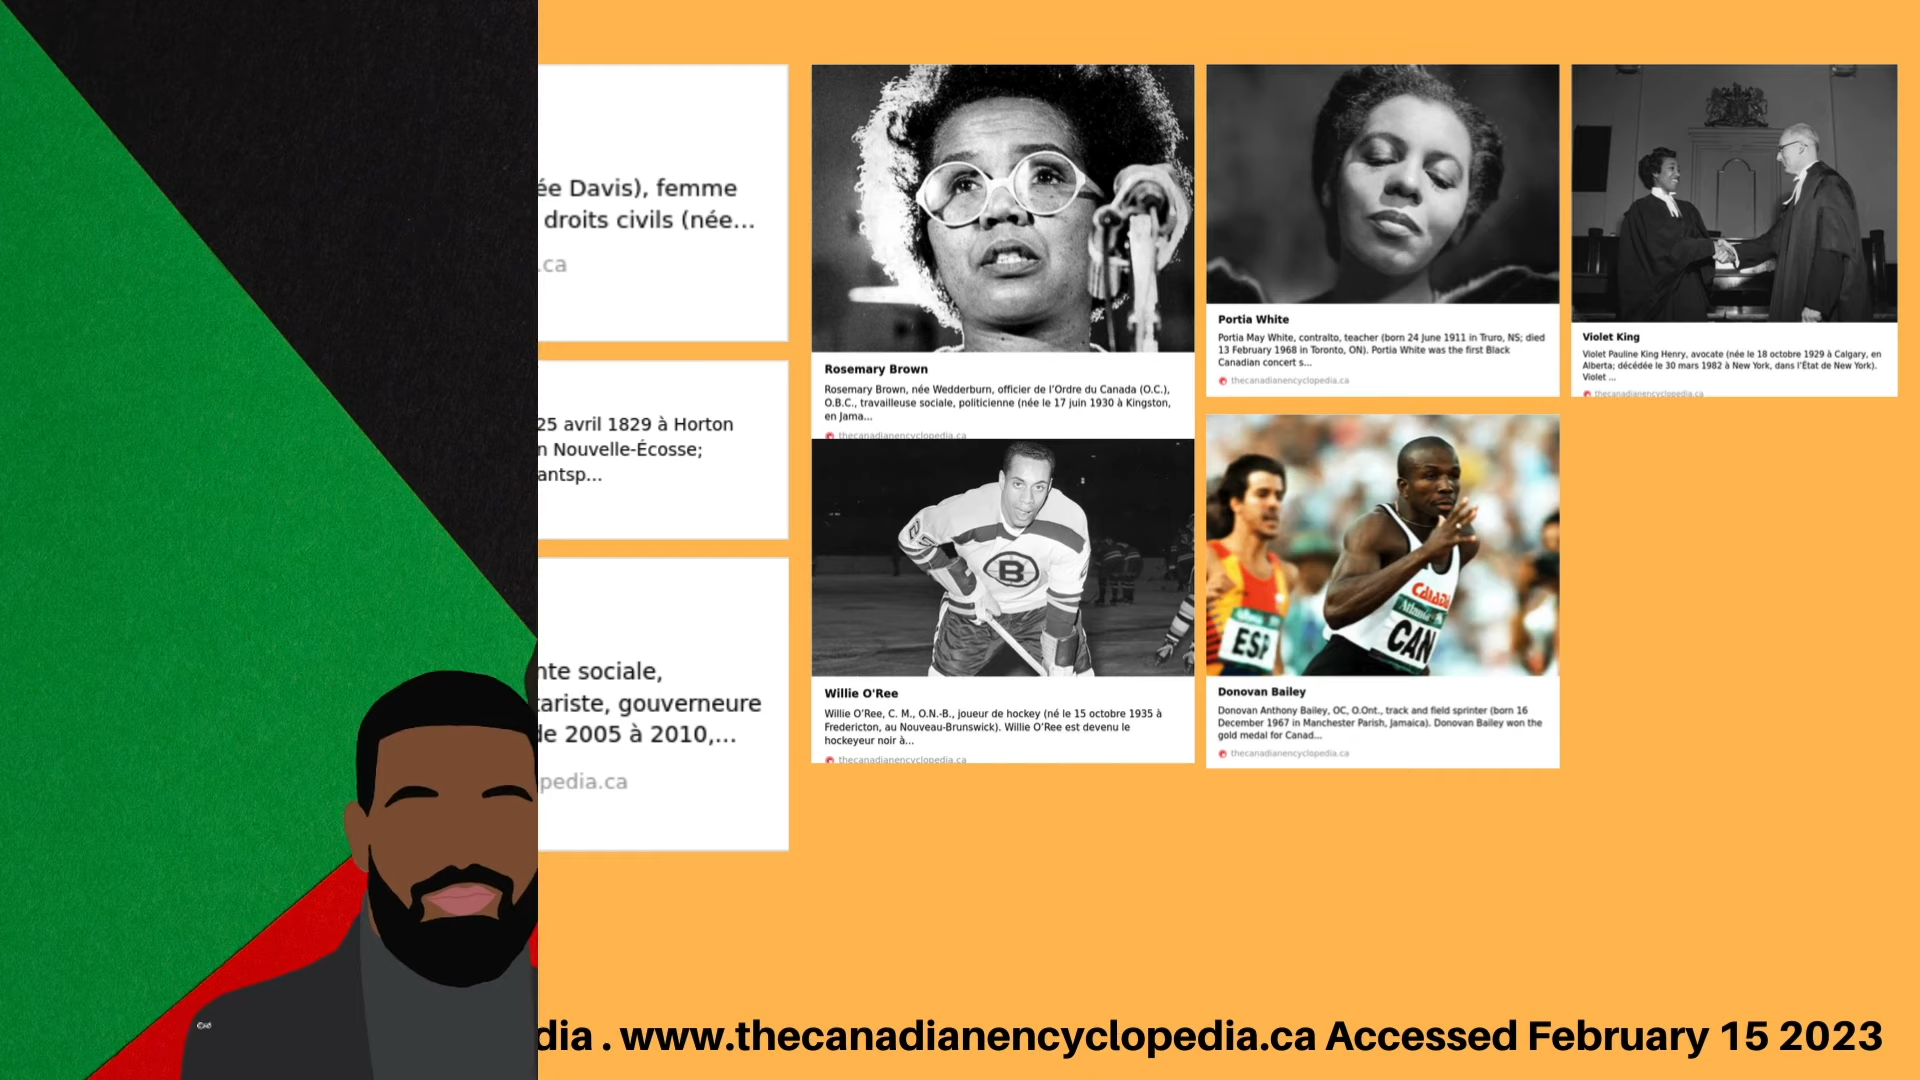 ée Davis), femme
droits civils (née...
.ca
25 avril 1829 à Horton
n Nouvelle-Écosse;
antsp...
nte sociale,
tariste, gouverneure
de 2005 à 2010,...
pedia.ca
Rosemary Brown
Rosemary Brown, née Wedderburn, officier de l'Ordre du Canada (O.C.),
O.B.C., travailleuse sociale, politicienne (née le 17 juin 1930 à Kingston,
en Jama...
thecanadianencyclopedia.ca
B
Willie O'Ree
Willie O'Ree, C. M., O.N.-B., joueur de hockey (né le 15 octobre 1935 à
Fredericton, au Nouveau-Brunswick). Willie O'Ree est devenu le
hockeyeur noir à...
thecanadianencyclopedia.ca
Portia White
Portia May White, contralto, teacher (born 24 June 1911 in Truro, NS; died
13 February 1968 in Toronto, ON). Portia White was the first Black
Canadian concert s...
thecanadianencyclopedia.ca
Canada
Atlanta
CAN
ESP
Donovan Bailey
Donovan Anthony Bailey, OC, O.Ont., track and field sprinter (born 16
December 1967 in Manchester Parish, Jamaica). Donovan Bailey won the
gold medal for Canad...
thecanadianencyclopedia.ca
Violet King
Violet Pauline King Henry, avocate (née le 18 octobre 1929 à Calgary, en
Alberta; décédée le 30 mars 1982 à New York, dans l'État de New York).
Violet ...
thecanadianencyclopedia.ca
dia . www.thecanadianencyclopedia.ca Accessed February 15 2023